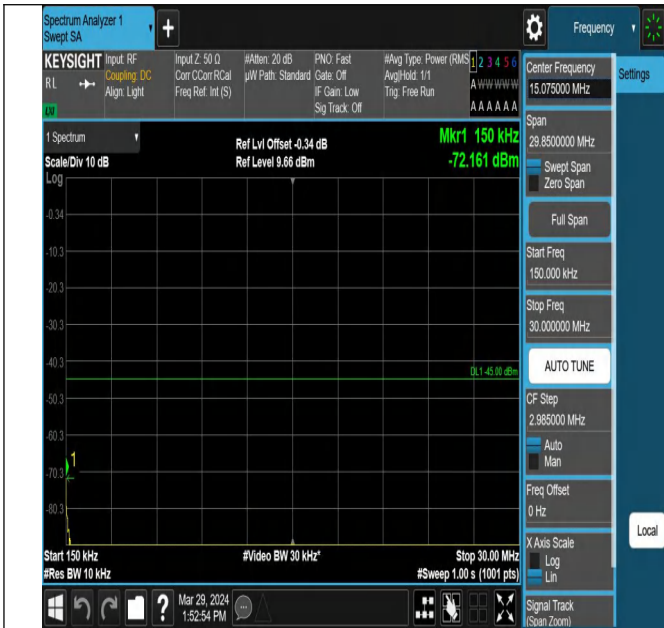 Spectrum Analyzer 1
Swept SA
Frequency
KEYSIGHT
RL
LXI
Input: RF
Coupling: DC
Align: Light
Input Z: 50 Ω
Corr CCorr RCal
Freq Ref: Int (S)
#Atten: 20 dB
µW Path: Standard
PNO: Fast
Gate: Off
IF Gain: Low
Sig Track: Off
#Avg Type: Power (RMS
Avg|Hold: 1/1
Trig: Free Run
1 2 3 4 5 6
A W W W W W
A A A A A A
1 Spectrum
Scale/Div 10 dB
Ref Lvl Offset -0.34 dB
Ref Level 9.66 dBm
Mkr1 150 kHz
-72.161 dBm
Log
-0.34
-10.3
-20.3
-30.3
-40.3
DL1 -45.00 dBm
-50.3
-60.3
1
-70.3
-80.3
Start 150 kHz
#Res BW 10 kHz
#Video BW 30 kHz*
Stop 30.00 MHz
#Sweep 1.00 s (1001 pts)
Mar 29, 2024
1:52:54 PM
Center Frequency
15.075000 MHz
Settings
Span
29.8500000 MHz
Swept Span
Zero Span
Full Span
Start Freq
150.000 kHz
Stop Freq
30.000000 MHz
AUTO TUNE
CF Step
2.985000 MHz
Auto
Man
Freq Offset
0 Hz
X Axis Scale
Log
Lin
Local
Signal Track
(Span Zoom)